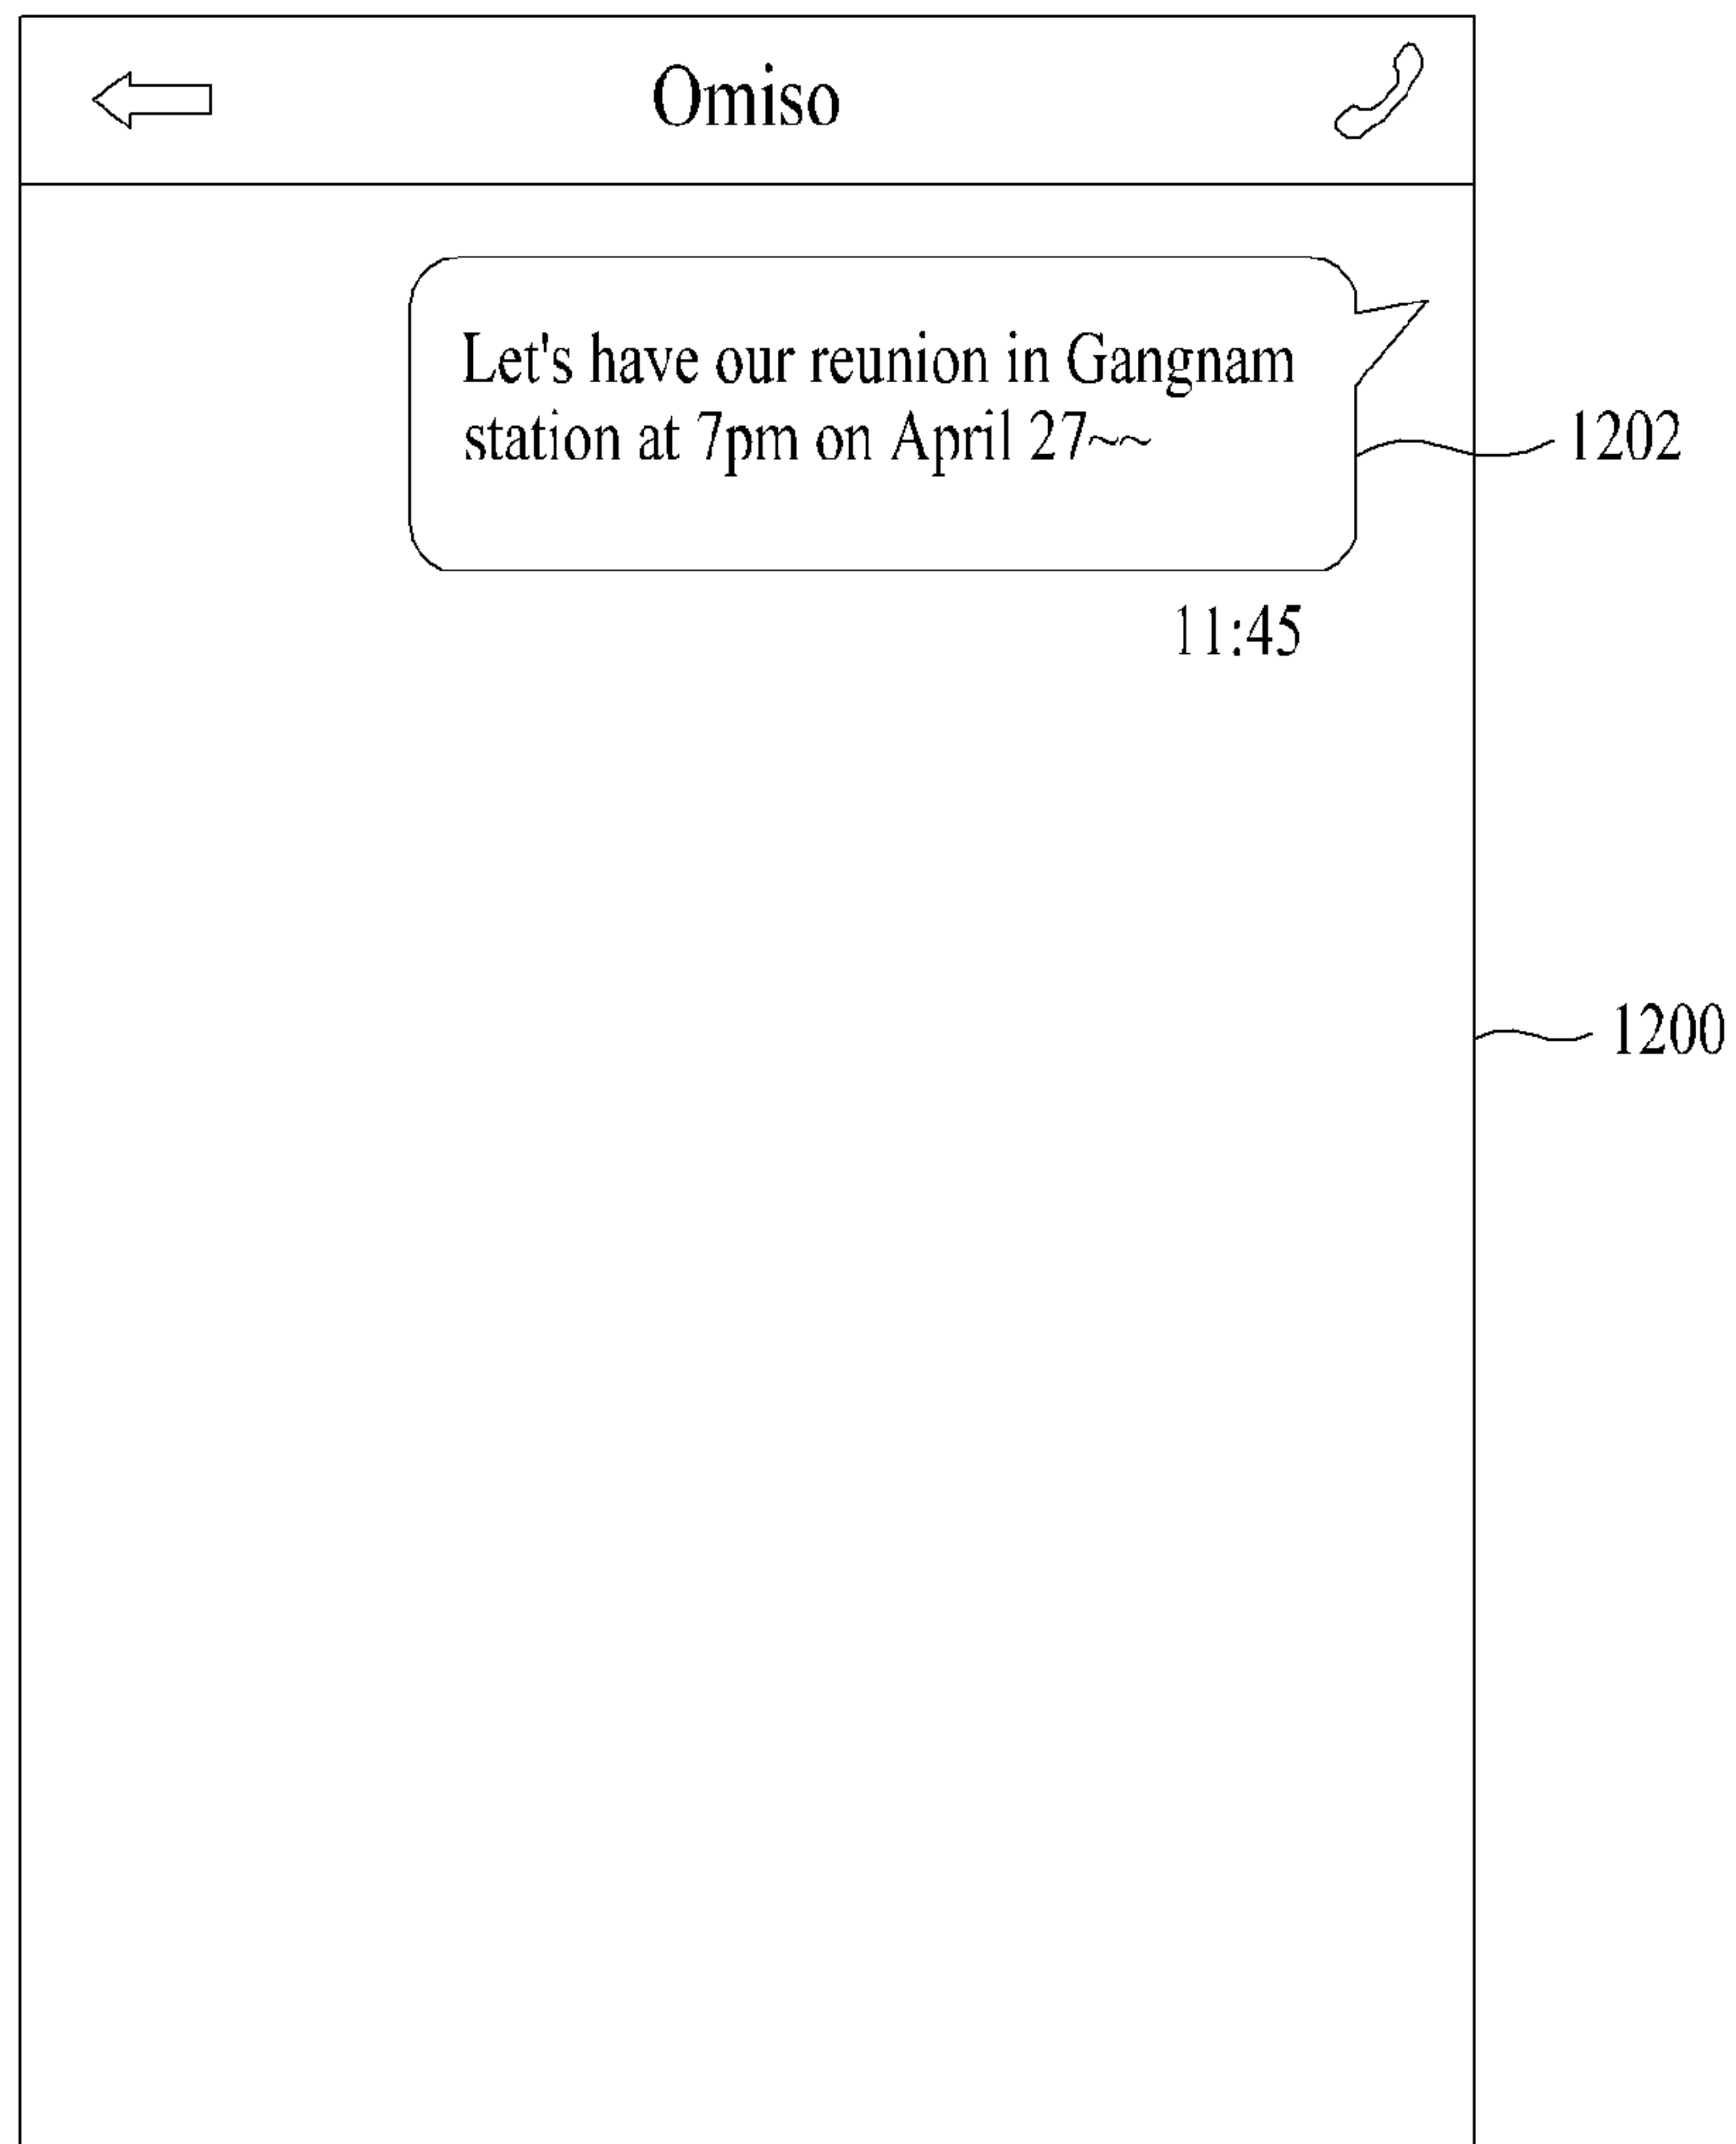 Omiso
Let's have our reunion in Gangnam
station at 7pm on April 27~~
1202
11:45
1200